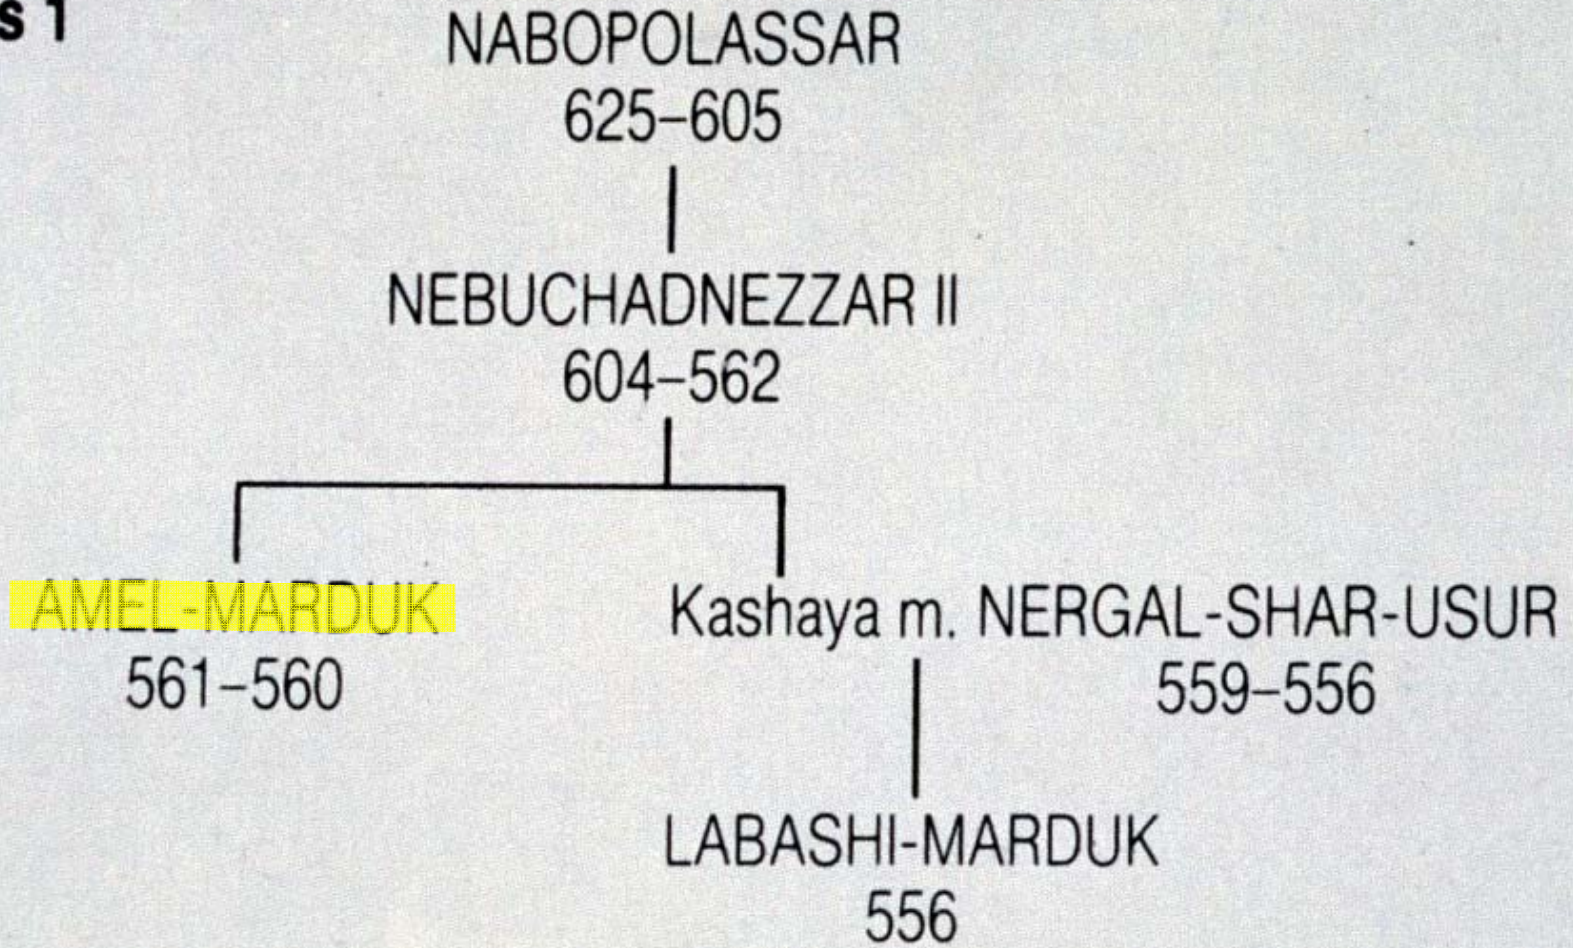 s 1
NABOPOLASSAR
625–605
NEBUCHADNEZZAR II
604–562
AMEL-MARDUK
561–560
Kashaya m. NERGAL-SHAR-USUR
559–556
LABASHI-MARDUK
556